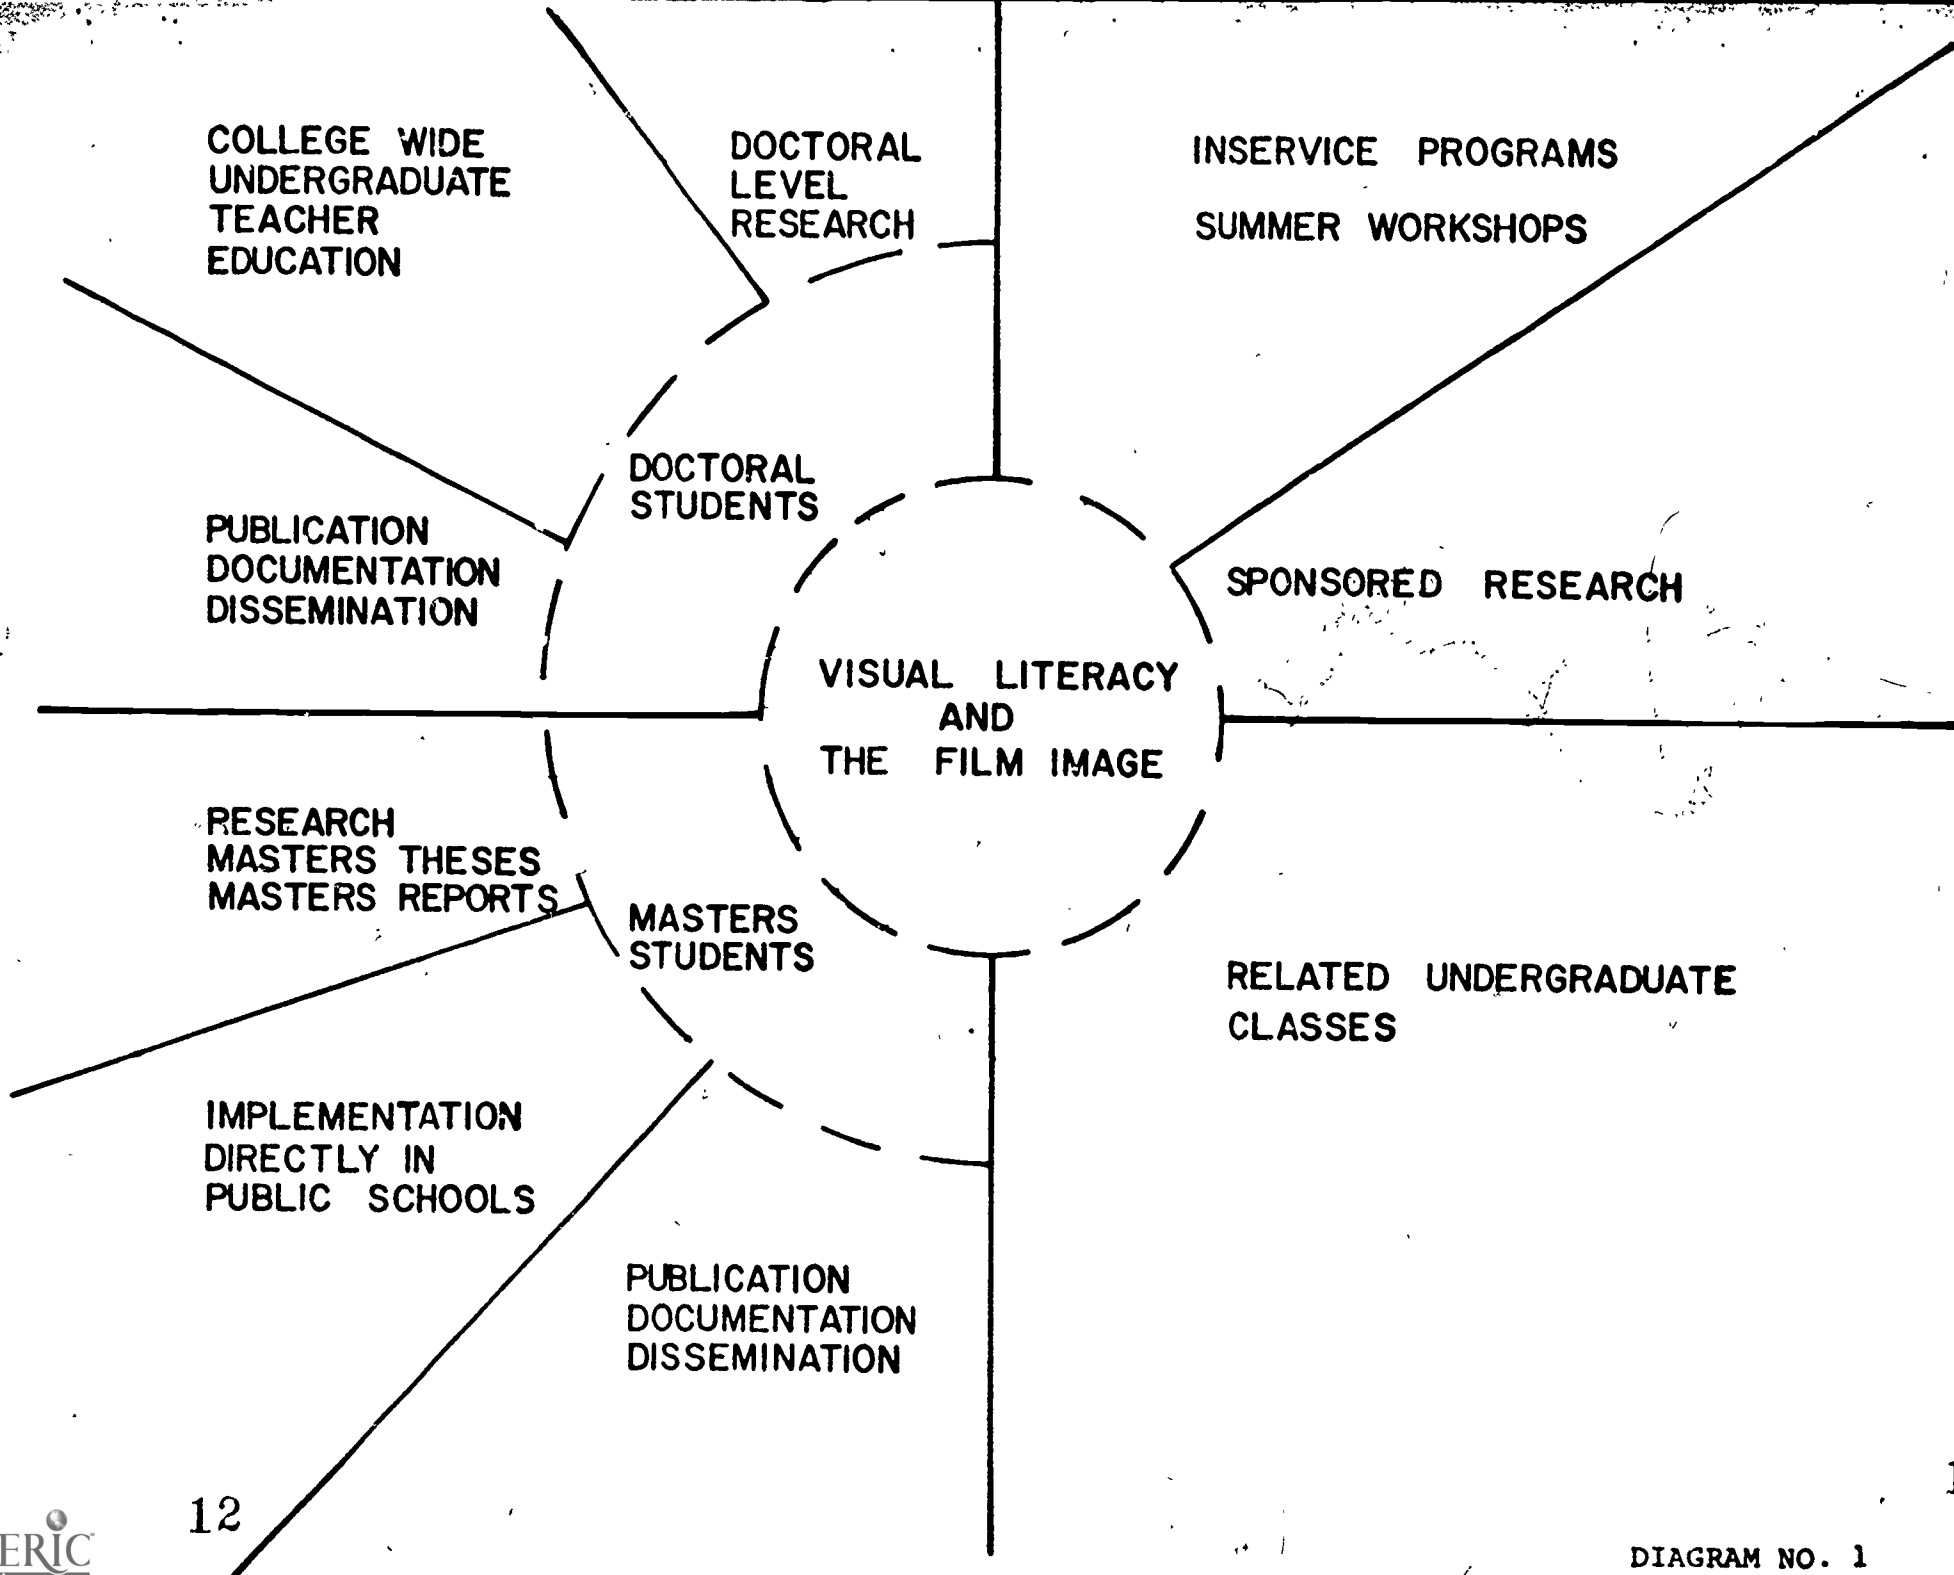 COLLEGE WIDE
UNDERGRADUATE
TEACHER
EDUCATION
DOCTORAL
LEVEL
RESEARCH
INSERVICE PROGRAMS
SUMMER WORKSHOPS
DOCTORAL
STUDENTS
PUBLICATION
DOCUMENTATION
DISSEMINATION
SPONSORED RESEARCH
VISUAL LITERACY
AND
THE FILM IMAGE
RESEARCH
MASTERS THESES
MASTERS REPORTS
MASTERS
STUDENTS
RELATED UNDERGRADUATE
CLASSES
IMPLEMENTATION
DIRECTLY IN
PUBLIC SCHOOLS
PUBLICATION
DOCUMENTATION
DISSEMINATION
12
ERIC
DIAGRAM NO. 1